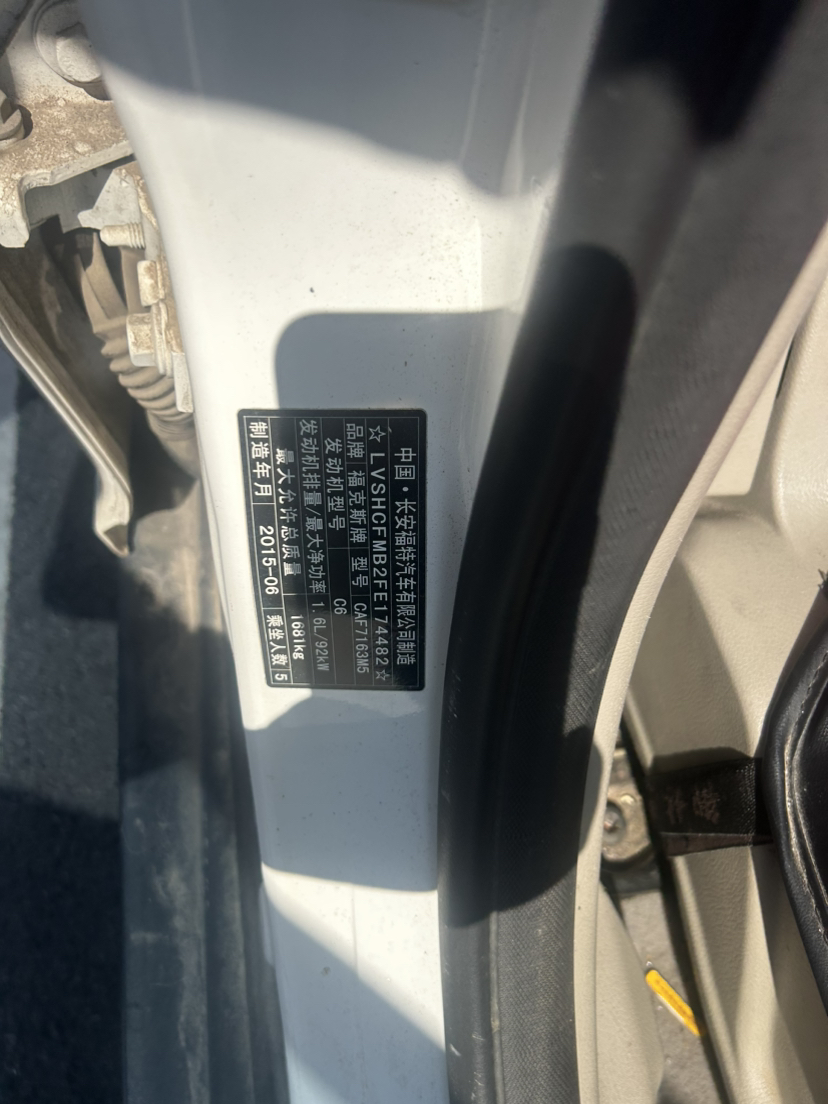 中国·长安福特汽车有限公司制造
☆LVSHCFMB2FE174482☆
品牌 福克斯牌 型号 CAF7163M5
发动机型号 C6
发动机排量/最大净功率 1.6L/92kW
最大允许总质量 1681kg
制造年月 2015-06 乘坐人数 5